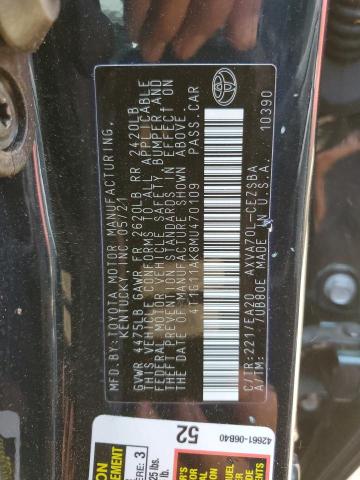 MFD. BY: TOYOTA MOTOR MANUFACTURING,
KENTUCKY, INC. 05/21
GVWR 4475LB GAWR FR 2620LB RR 2420LB
THIS VEHICLE CONFORMS TO ALL APPLICABLE
FEDERAL MOTOR VEHICLE SAFETY, BUMPER AND
THEFT PREVENTION STANDARDS IN EFFECT ON
THE DATE OF MANUFACTURE SHOWN ABOVE
4T1G11AK8MU470109 PASS.CAR
C/TR: 221/EA20 AXVA70L-CEZSBA
A/TM: 7UB80E MADE IN U.S.A. 10390
42661-06B40
52